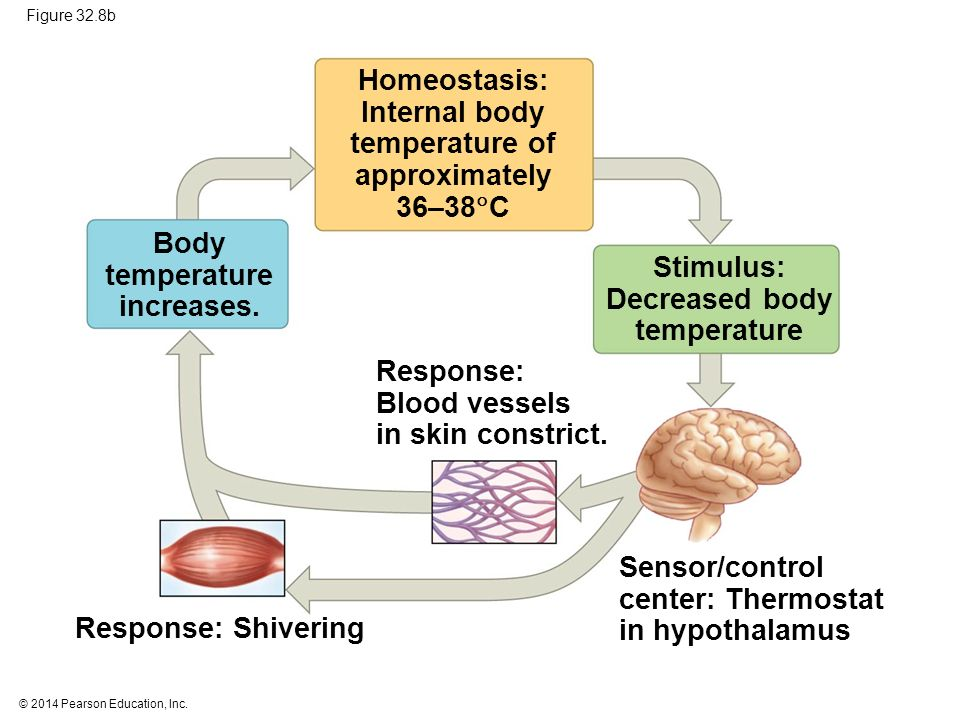 Figure 32.8b
Homeostasis:
Internal body
temperature of
approximately
36–38°C
Body
temperature
increases.
Stimulus:
Decreased body
temperature
Response:
Blood vessels
in skin constrict.
Sensor/control
center: Thermostat
in hypothalamus
Response: Shivering
© 2014 Pearson Education, Inc.